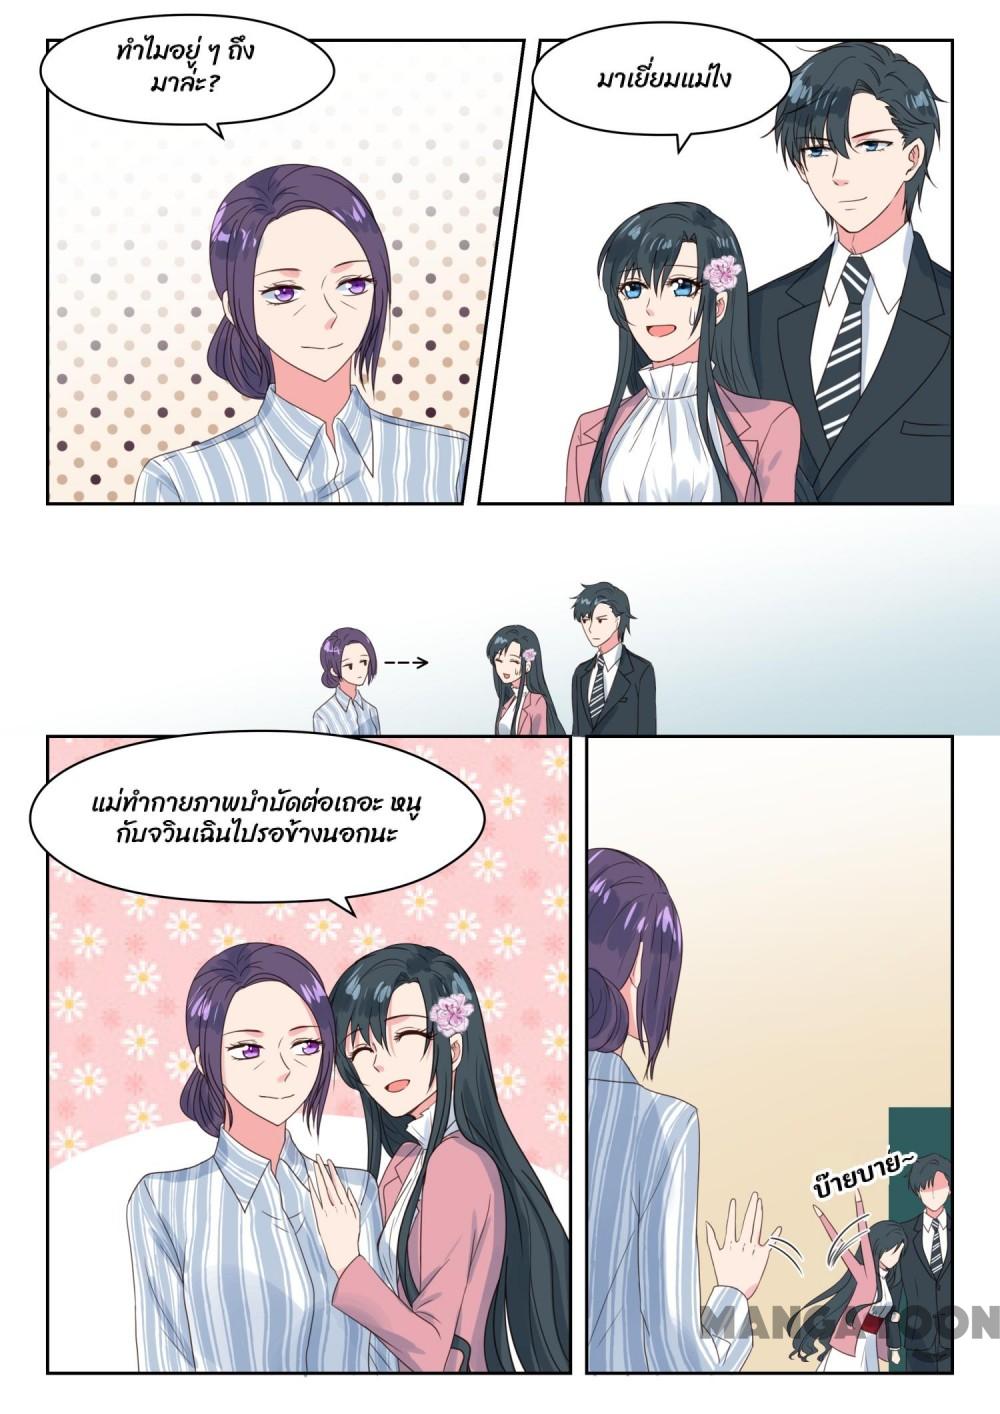 ทำไมอยู่ ๆ ถึง
มาล่ะ?
มาเยี่ยมแม่ไง
แม่ทำกายภาพบำบัดต่อเถอะ หนู
กับจวินเฉินไปรอข้างนอกนะ
บ๊ายบาย~
MANGATOON